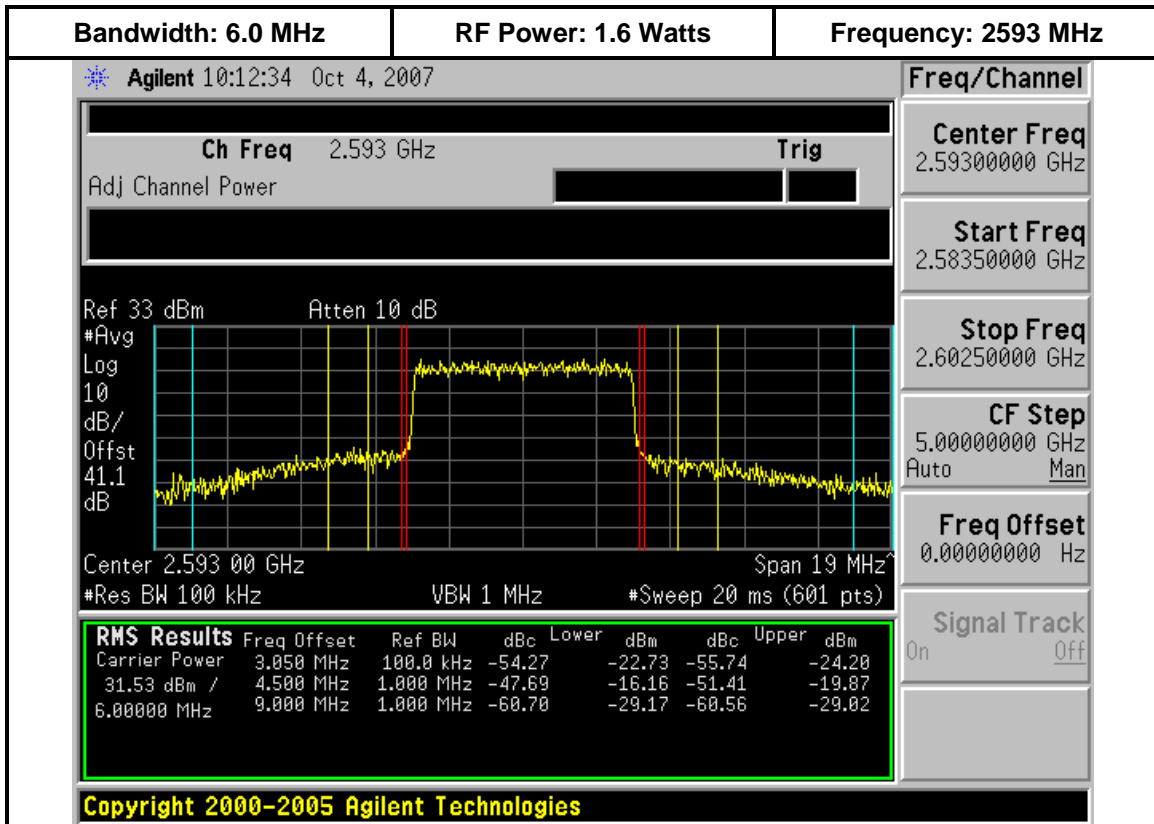 Bandwidth: 6.0 MHz RF Power: 1.6 Watts Frequency: 2593 MHz
Agilent 10:12:34 Oct 4, 2007 Freq/Channel
Ch Freq 2.593 GHz Trig
Adj Channel Power
Center Freq
2.59300000 GHz
Start Freq
2.58350000 GHz
Stop Freq
2.60250000 GHz
CF Step
5.00000000 GHz
Auto Man
Freq Offset
0.00000000 Hz
Signal Track
On Off
Ref 33 dBm Atten 10 dB
#Avg
Log
10
dB/
Offst
41.1
dB
Center 2.593 00 GHz Span 19 MHz^
#Res BW 100 kHz VBW 1 MHz #Sweep 20 ms (601 pts)
RMS Results Freq Offset Ref BW dBc Lower dBm dBc Upper dBm
Carrier Power 3.050 MHz 100.0 kHz -54.27 -22.73 -55.74 -24.20
31.53 dBm / 4.500 MHz 1.000 MHz -47.69 -16.16 -51.41 -19.87
6.00000 MHz 9.000 MHz 1.000 MHz -60.70 -29.17 -60.56 -29.02
Copyright 2000-2005 Agilent Technologies